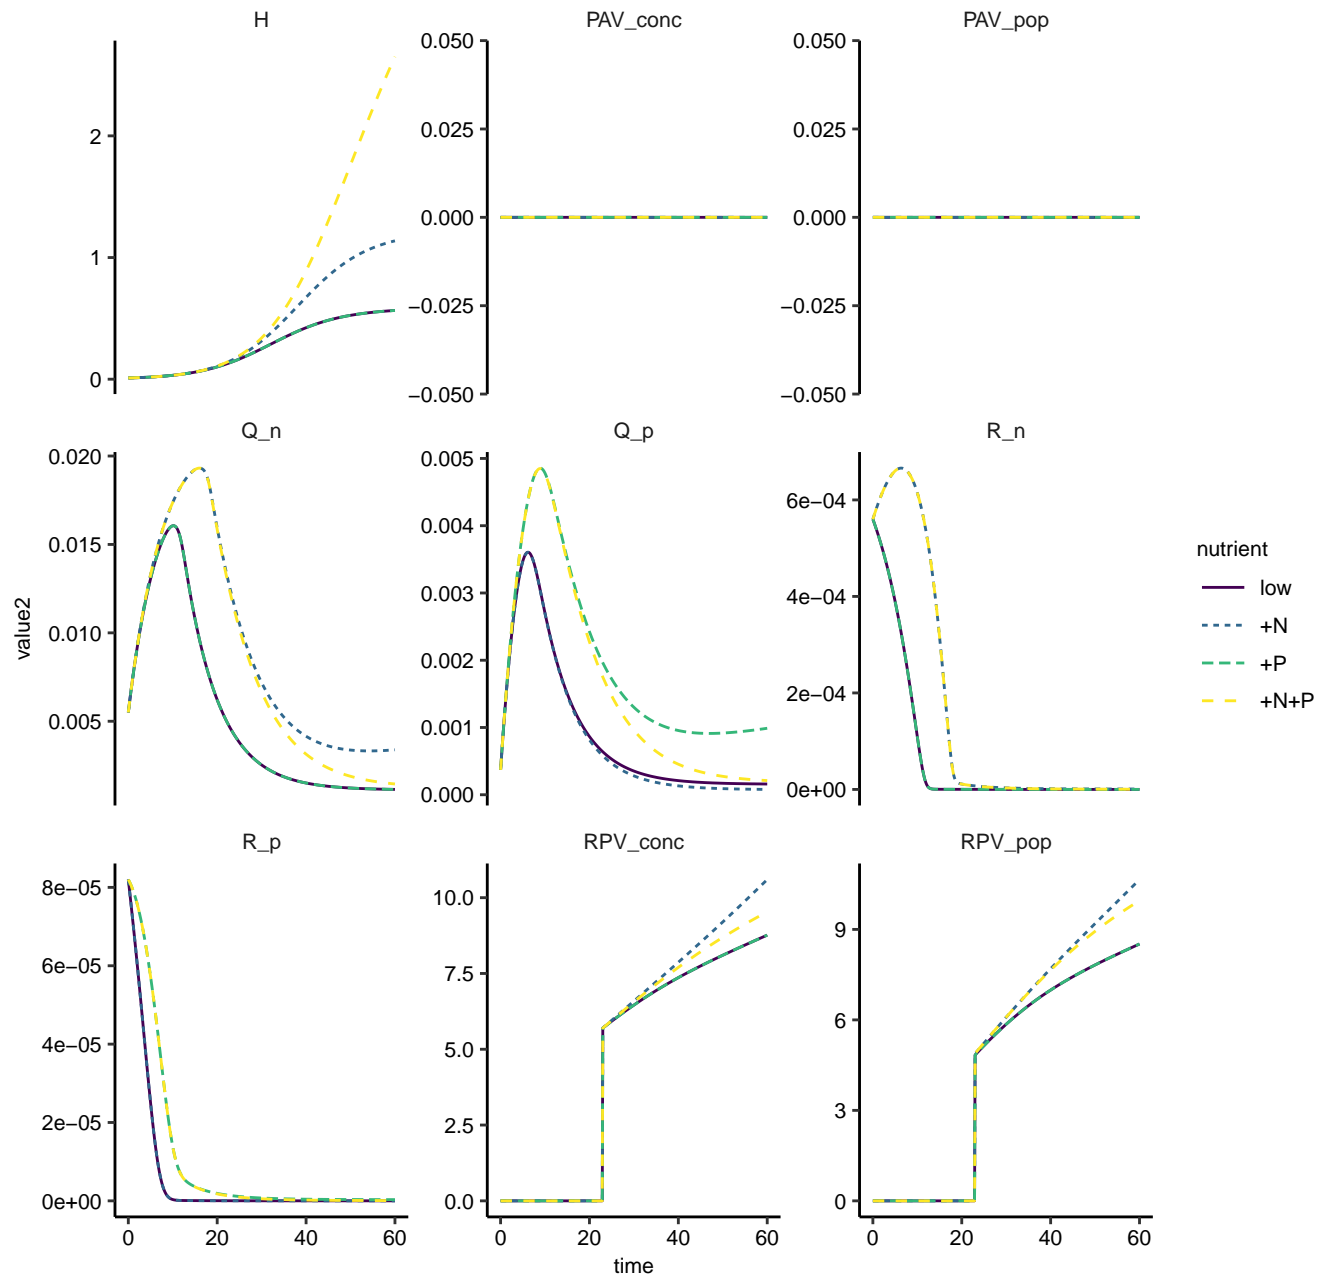 H
PAV_conc
PAV_pop
2
1
0
0.050
0.025
0.000
−0.025
−0.050
0.050
0.025
0.000
−0.025
−0.050
Q_n
Q_p
R_n
0.020
0.015
0.010
0.005
0.005
0.004
0.003
0.002
0.001
0.000
6e−04
4e−04
2e−04
0e+00
value2
R_p
RPV_conc
RPV_pop
8e−05
6e−05
4e−05
2e−05
0e+00
10.0
7.5
5.0
2.5
0.0
9
6
3
0
0 20 40 60
0 20 40 60
0 20 40 60
time
nutrient
low
+N
+P
+N+P